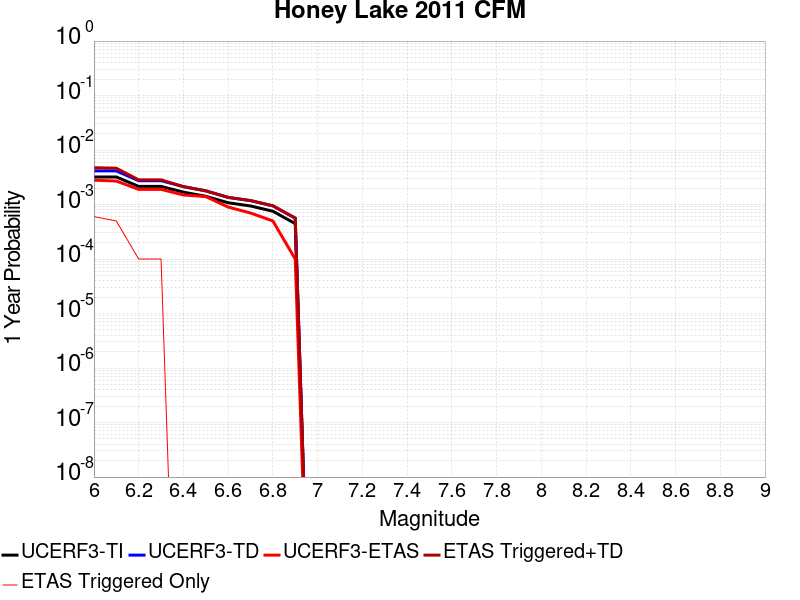 Honey Lake 2011 CFM
10^0
10^-1
10^-2
10^-3
10^-4
10^-5
10^-6
10^-7
10^-8
1 Year Probability
6 6.2 6.4 6.6 6.8 7 7.2 7.4 7.6 7.8 8 8.2 8.4 8.6 8.8 9
Magnitude
UCERF3-TI UCERF3-TD UCERF3-ETAS ETAS Triggered+TD
ETAS Triggered Only